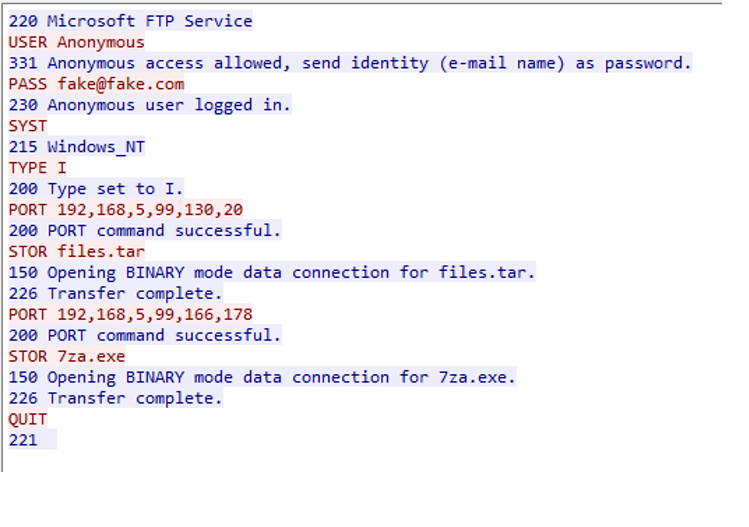 220 Microsoft FTP Service
USER Anonymous
331 Anonymous access allowed, send identity (e-mail name) as password.
PASS fake@fake.com
230 Anonymous user logged in.
SYST
215 Windows_NT
TYPE I
200 Type set to I.
PORT 192,168,5,99,130,20
200 PORT command successful.
STOR files.tar
150 Opening BINARY mode data connection for files.tar.
226 Transfer complete.
PORT 192,168,5,99,166,178
200 PORT command successful.
STOR 7za.exe
150 Opening BINARY mode data connection for 7za.exe.
226 Transfer complete.
QUIT
221